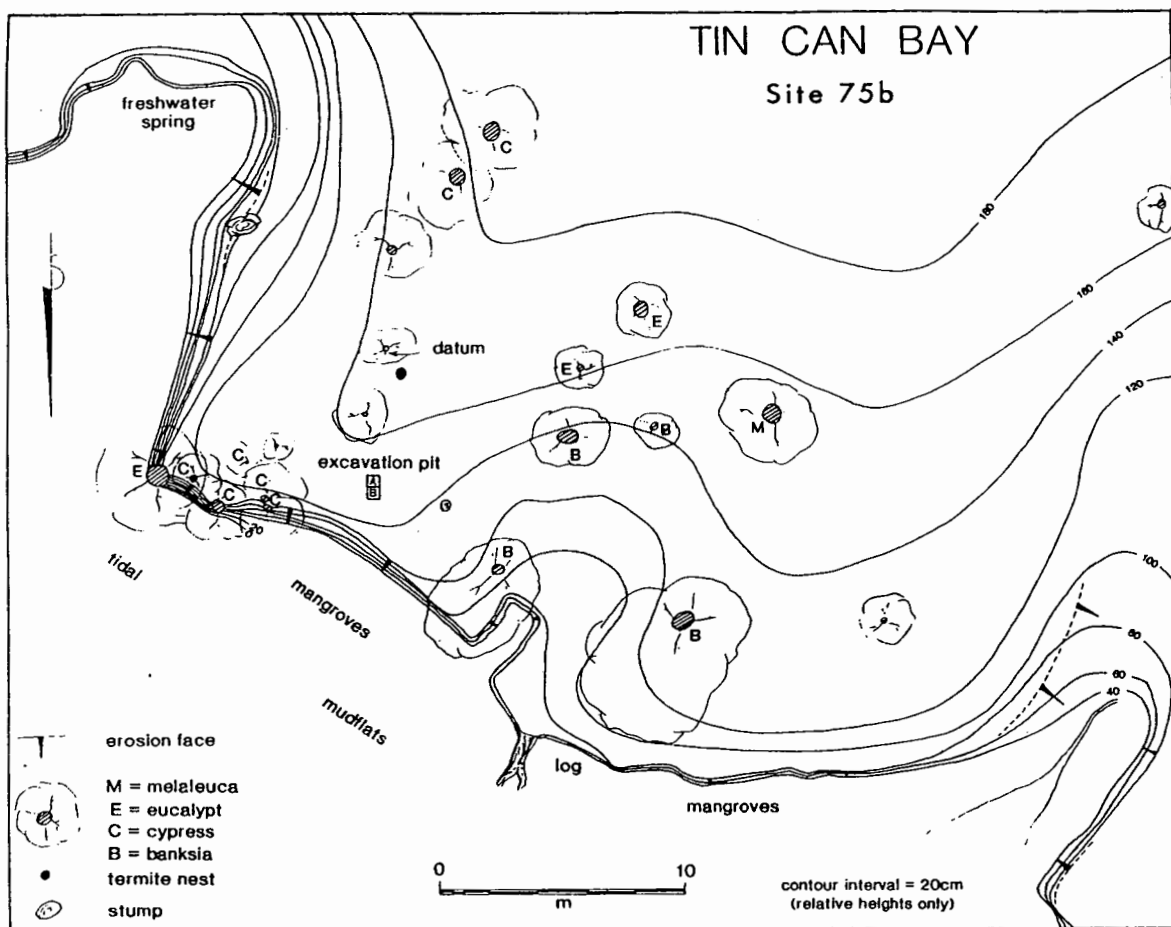 TIN CAN BAY
Site 75b
freshwater
spring
C
C
180
160
E
datum
140
E
120
M
B
B
excavation pit
A
B
E
C
C
C
C
C
20
tidal
B
mangroves
100
B
80
60
40
mudflats
erosion face
log
mangroves
M = melaleuca
E = eucalypt
C = cypress
B = banksia
termite nest
stump
0 10
m
contour interval = 20cm
(relative heights only)